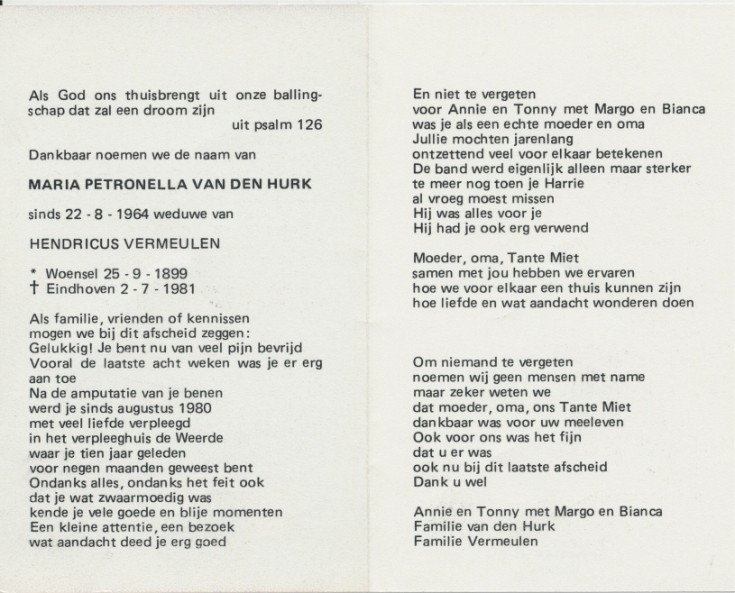 Als God ons thuisbrengt uit onze balling-
schap dat zal een droom zijn
uit psalm 126
Dankbaar noemen we de naam van
MARIA PETRONELLA VAN DEN HURK
sinds 22 - 8 - 1964 weduwe van
HENDRICUS VERMEULEN
* Woensel 25 - 9 - 1899
† Eindhoven 2 - 7 - 1981
Als familie, vrienden of kennissen
mogen we bij dit afscheid zeggen:
Gelukkig! Je bent nu van veel pijn bevrijd
Vooral de laatste acht weken was je er erg
aan toe
Na de amputatie van je benen
werd je sinds augustus 1980
met veel liefde verpleegd
in het verpleeghuis de Weerde
waar je tien jaar geleden
voor negen maanden geweest bent
Ondanks alles, ondanks het feit ook
dat je wat zwaarmoedig was
kende je vele goede en blije momenten
Een kleine attentie, een bezoek
wat aandacht deed je erg goed
En niet te vergeten
voor Annie en Tonny met Margo en Bianca
was je als een echte moeder en oma
Jullie mochten jarenlang
ontzettend veel voor elkaar betekenen
De band werd eigenlijk alleen maar sterker
te meer nog toen je Harrie
al vroeg moest missen
Hij was alles voor je
Hij had je ook erg verwend
Moeder, oma, Tante Miet
samen met jou hebben we ervaren
hoe we voor elkaar een thuis kunnen zijn
hoe liefde en wat aandacht wonderen doen
Om niemand te vergeten
noemen wij geen mensen met name
maar zeker weten we
dat moeder, oma, ons Tante Miet
dankbaar was voor uw meeleven
Ook voor ons was het fijn
dat u er was
ook nu bij dit laatste afscheid
Dank u wel
Annie en Tonny met Margo en Bianca
Familie van den Hurk
Familie Vermeulen